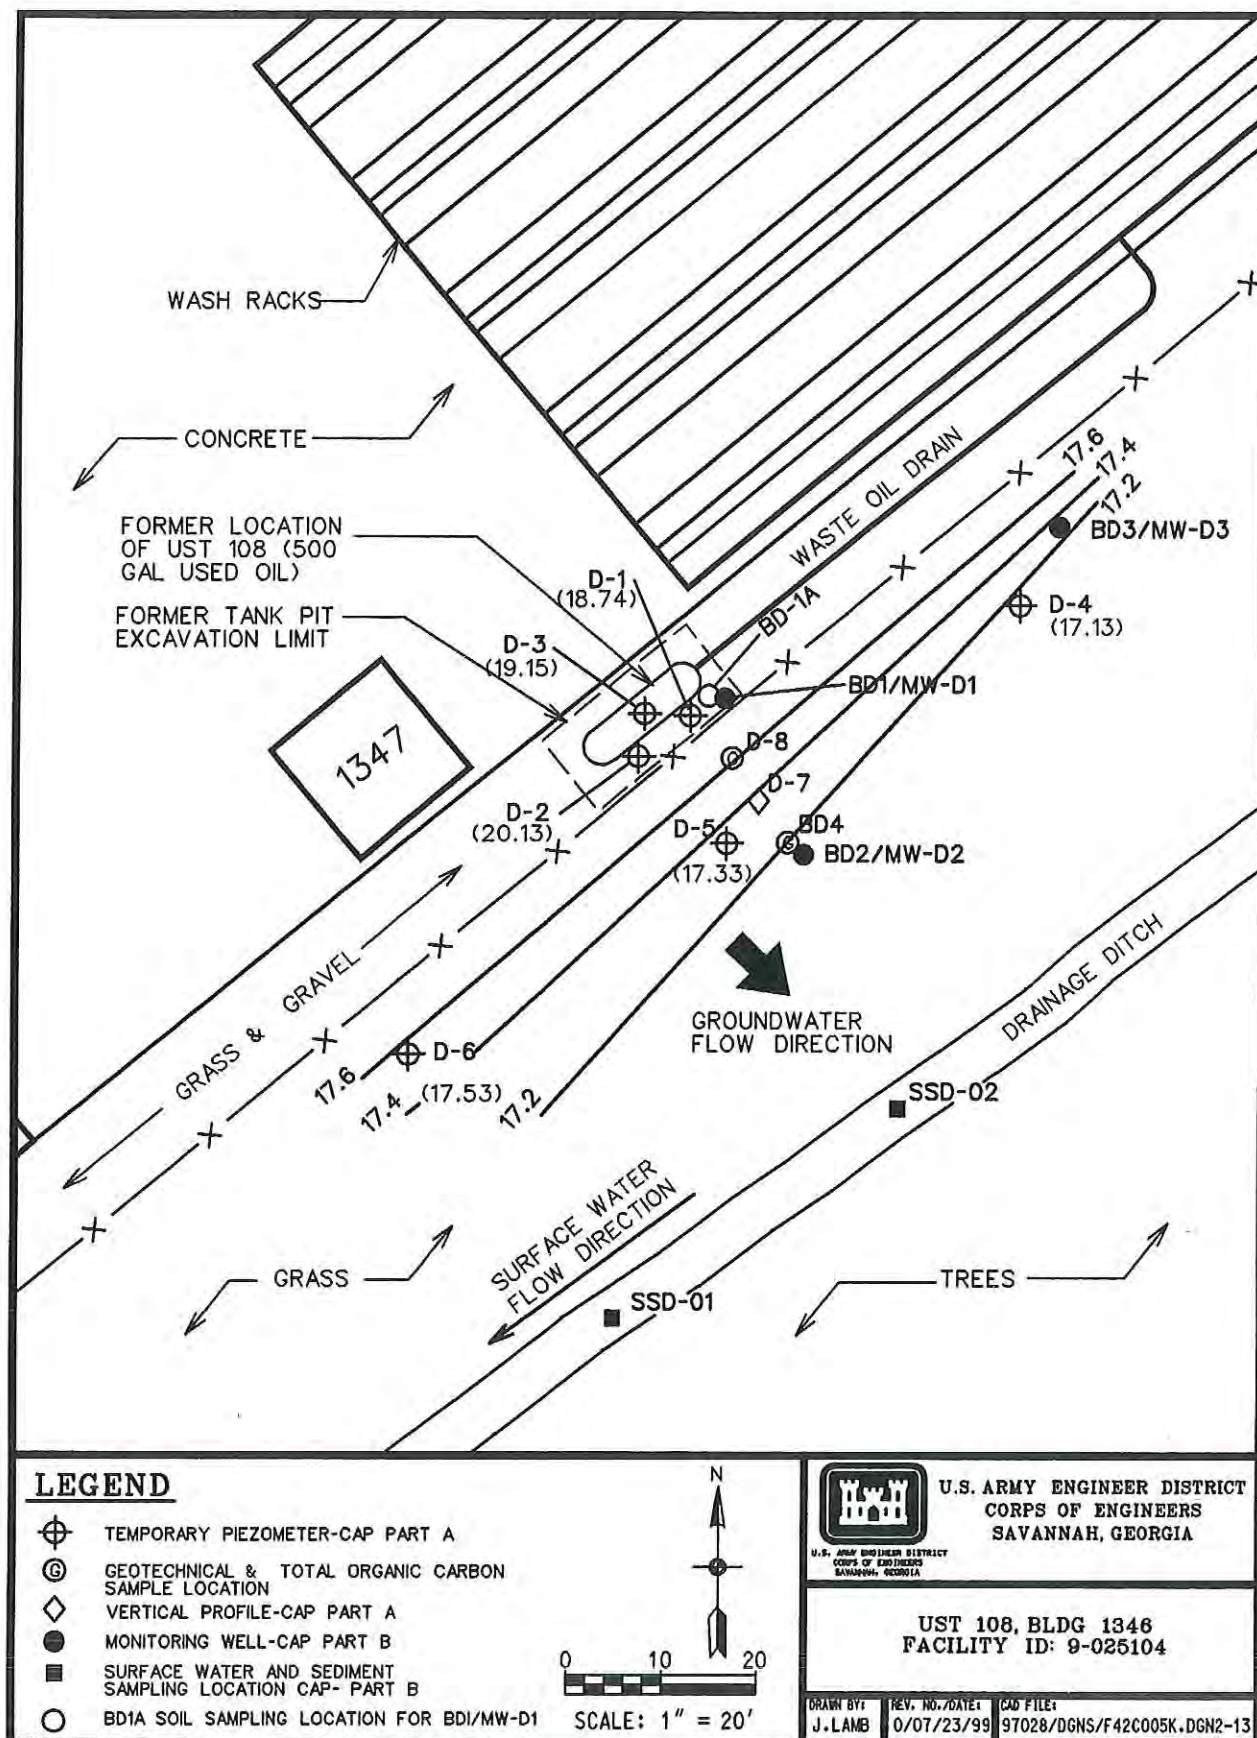 WASH RACKS
CONCRETE
FORMER LOCATION
OF UST 108 (500
GAL USED OIL)
FORMER TANK PIT
EXCAVATION LIMIT
D-1
(18.74)
D-3
(19.15)
WASTE OIL DRAIN
BD-1A
17.6
17.4
17.2
BD3/MW-D3
D-4
(17.13)
BD1/MW-D1
1347
D-8
D-7
D-2
(20.13)
D-5
(17.33)
BD4
BD2/MW-D2
GRASS & GRAVEL
GROUNDWATER
FLOW DIRECTION
DRAINAGE DITCH
D-6
(17.53)
17.6
17.4
17.2
SSD-02
SURFACE WATER
FLOW DIRECTION
GRASS
SSD-01
TREES
LEGEND
TEMPORARY PIEZOMETER-CAP PART A
G
GEOTECHNICAL & TOTAL ORGANIC CARBON
SAMPLE LOCATION
VERTICAL PROFILE-CAP PART A
MONITORING WELL-CAP PART B
SURFACE WATER AND SEDIMENT
SAMPLING LOCATION CAP- PART B
BD1A SOIL SAMPLING LOCATION FOR BDI/MW-D1
N
0 10 20
SCALE: 1" = 20'
U.S. ARMY ENGINEER DISTRICT
CORPS OF ENGINEERS
SAVANNAH, GEORGIA
U.S. ARMY ENGINEER DISTRICT
CORPS OF ENGINEERS
SAVANNAH, GEORGIA
UST 108, BLDG 1346
FACILITY ID: 9-025104
DRAWN BY:
J.LAMB
REV. NO./DATE:
0/07/23/99
CAD FILE:
97028/DGNS/F42C005K.DGN2-13